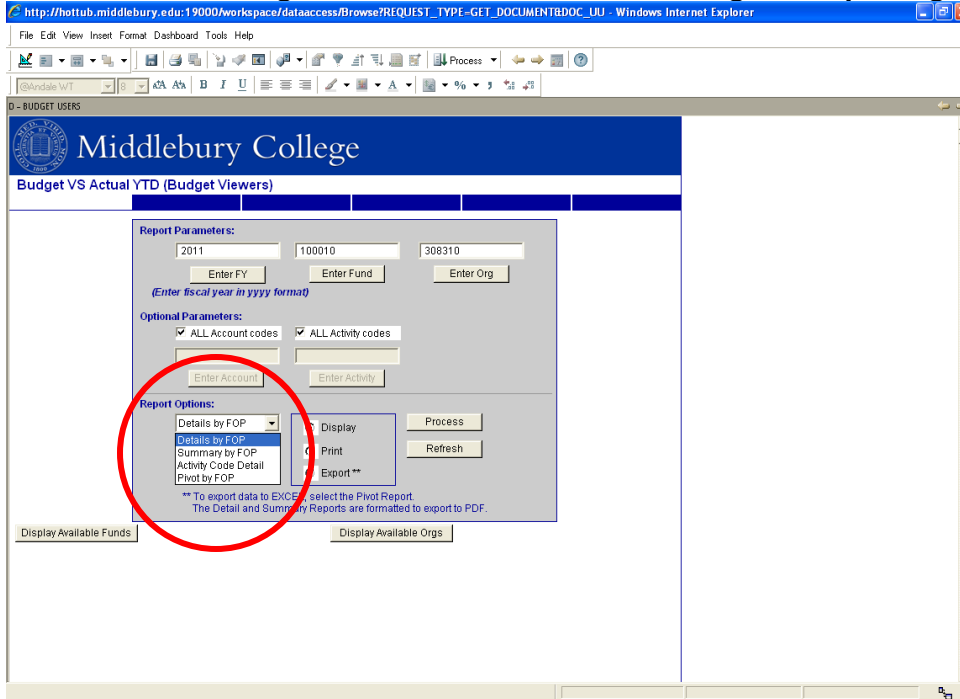 http://hottub.middlebury.edu:19000/workspace/dataaccess/Browse?REQUEST_TYPE=GET_DOCUMENT&DOC_UU - Windows Internet Explorer
File Edit View Insert Format Dashboard Tools Help
Process
@Andale WT 8 B I U A %
D - BUDGET USERS
Middlebury College
Budget VS Actual YTD (Budget Viewers)
Report Parameters:
2011 100010 308310
Enter FY Enter Fund Enter Org
(Enter fiscal year in yyyy format)
Optional Parameters:
ALL Account codes ALL Activity codes
Enter Account Enter Activity
Report Options:
Details by FOP Display Process
Details by FOP
Summary by FOP Print Refresh
Activity Code Detail
Pivot by FOP Export **
** To export data to EXCEL, select the Pivot Report.
The Detail and Summary Reports are formatted to export to PDF.
Display Available Funds Display Available Orgs